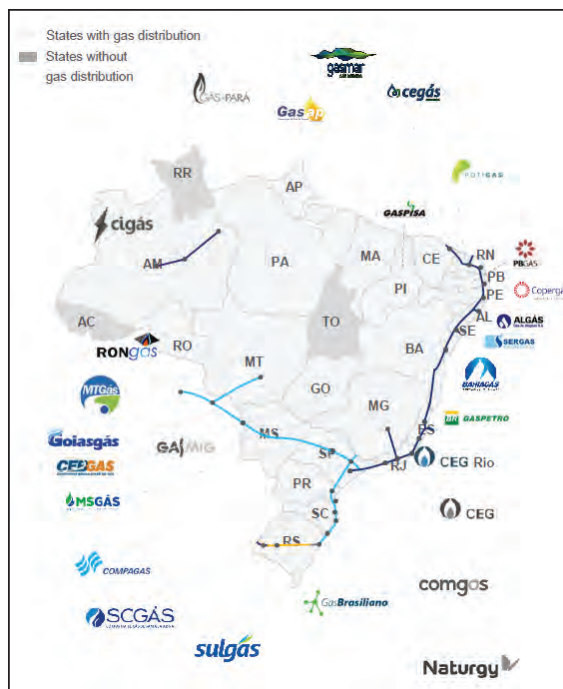 States with gas distribution
States without
gas distribution
gasmar
GÁS PARÁ
cegás
Gasap
POTIGÁS
RR
AP
GASPISA
cigás
AM
PA
MA
CE
RN
PBGÁS
PI
PB
PE
Copergás
AC
TO
AL
ALGÁS
SE
SERGAS
RONgás
RO
BA
MT
BAHIAGÁS
MTGás
GO
MG
ES
BR GASPETRO
Goiasgás
GASMIG
MS
CEBGAS
SP
RJ
CEG Rio
MSGÁS
PR
SC
CEG
RS
COMPAGAS
comgas
GasBrasiliano
SCGÁS
sulgás
Naturgy